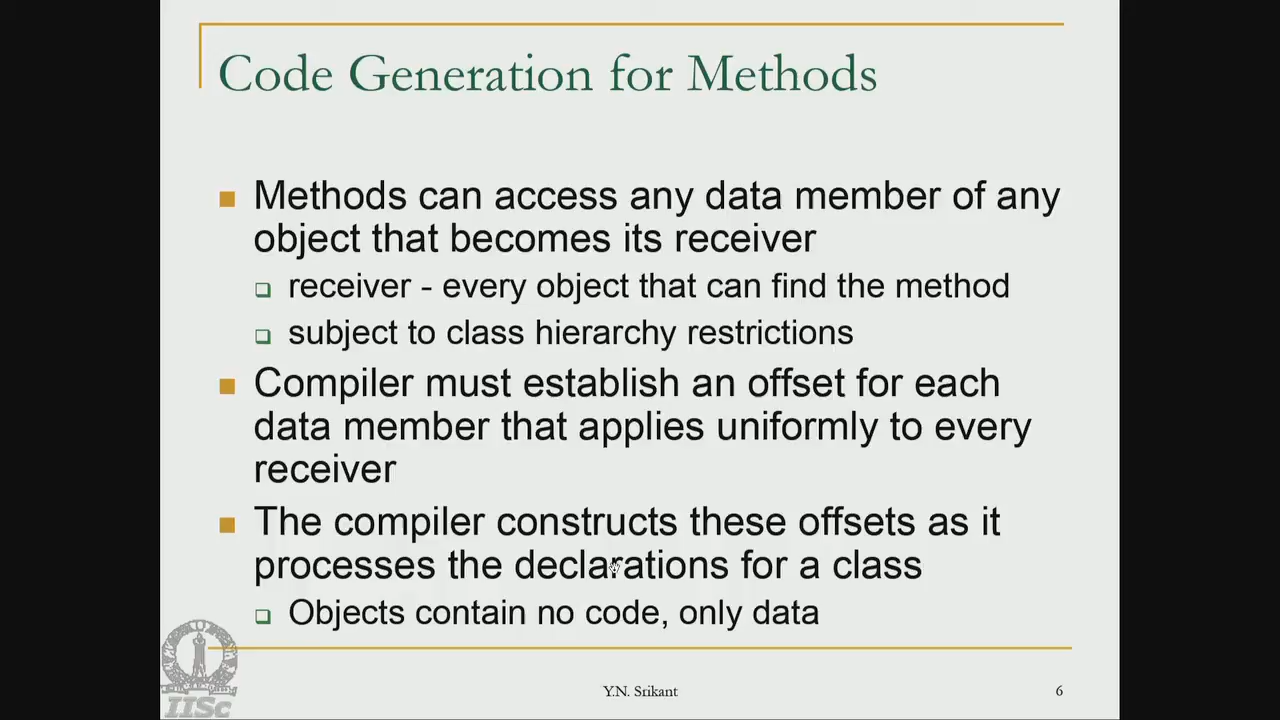 Code Generation for Methods
Methods can access any data member of any
object that becomes its receiver
receiver - every object that can find the method
subject to class hierarchy restrictions
Compiler must establish an offset for each
data member that applies uniformly to every
receiver
The compiler constructs these offsets as it
processes the declarations for a class
Objects contain no code, only data
IISc
Y.N. Srikant
6